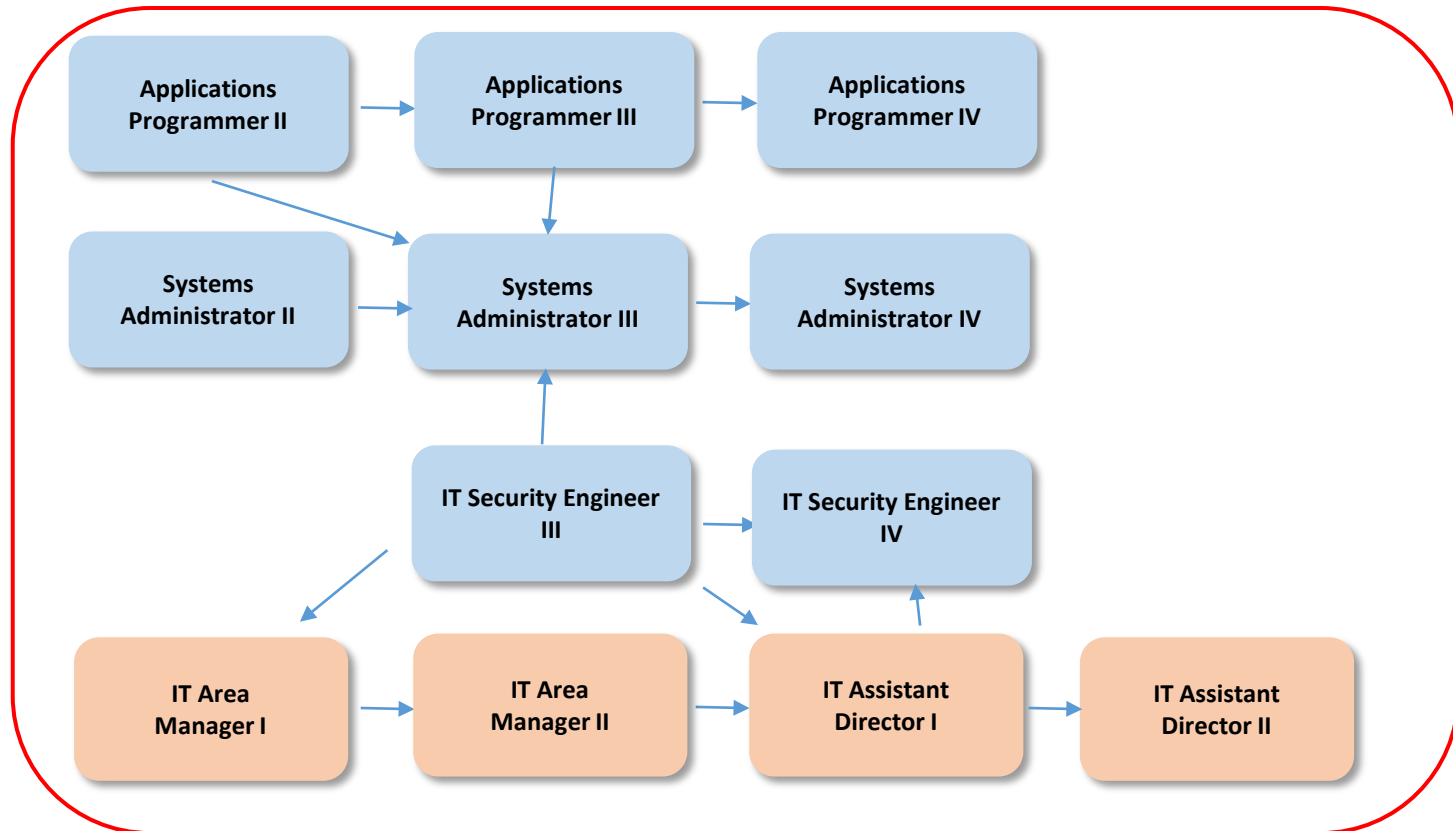 Applications
Programmer II
Applications
Programmer III
Applications
Programmer IV
Systems
Administrator II
Systems
Administrator III
Systems
Administrator IV
IT Security Engineer
III
IT Security Engineer
IV
IT Area
Manager I
IT Area
Manager II
IT Assistant
Director I
IT Assistant
Director II